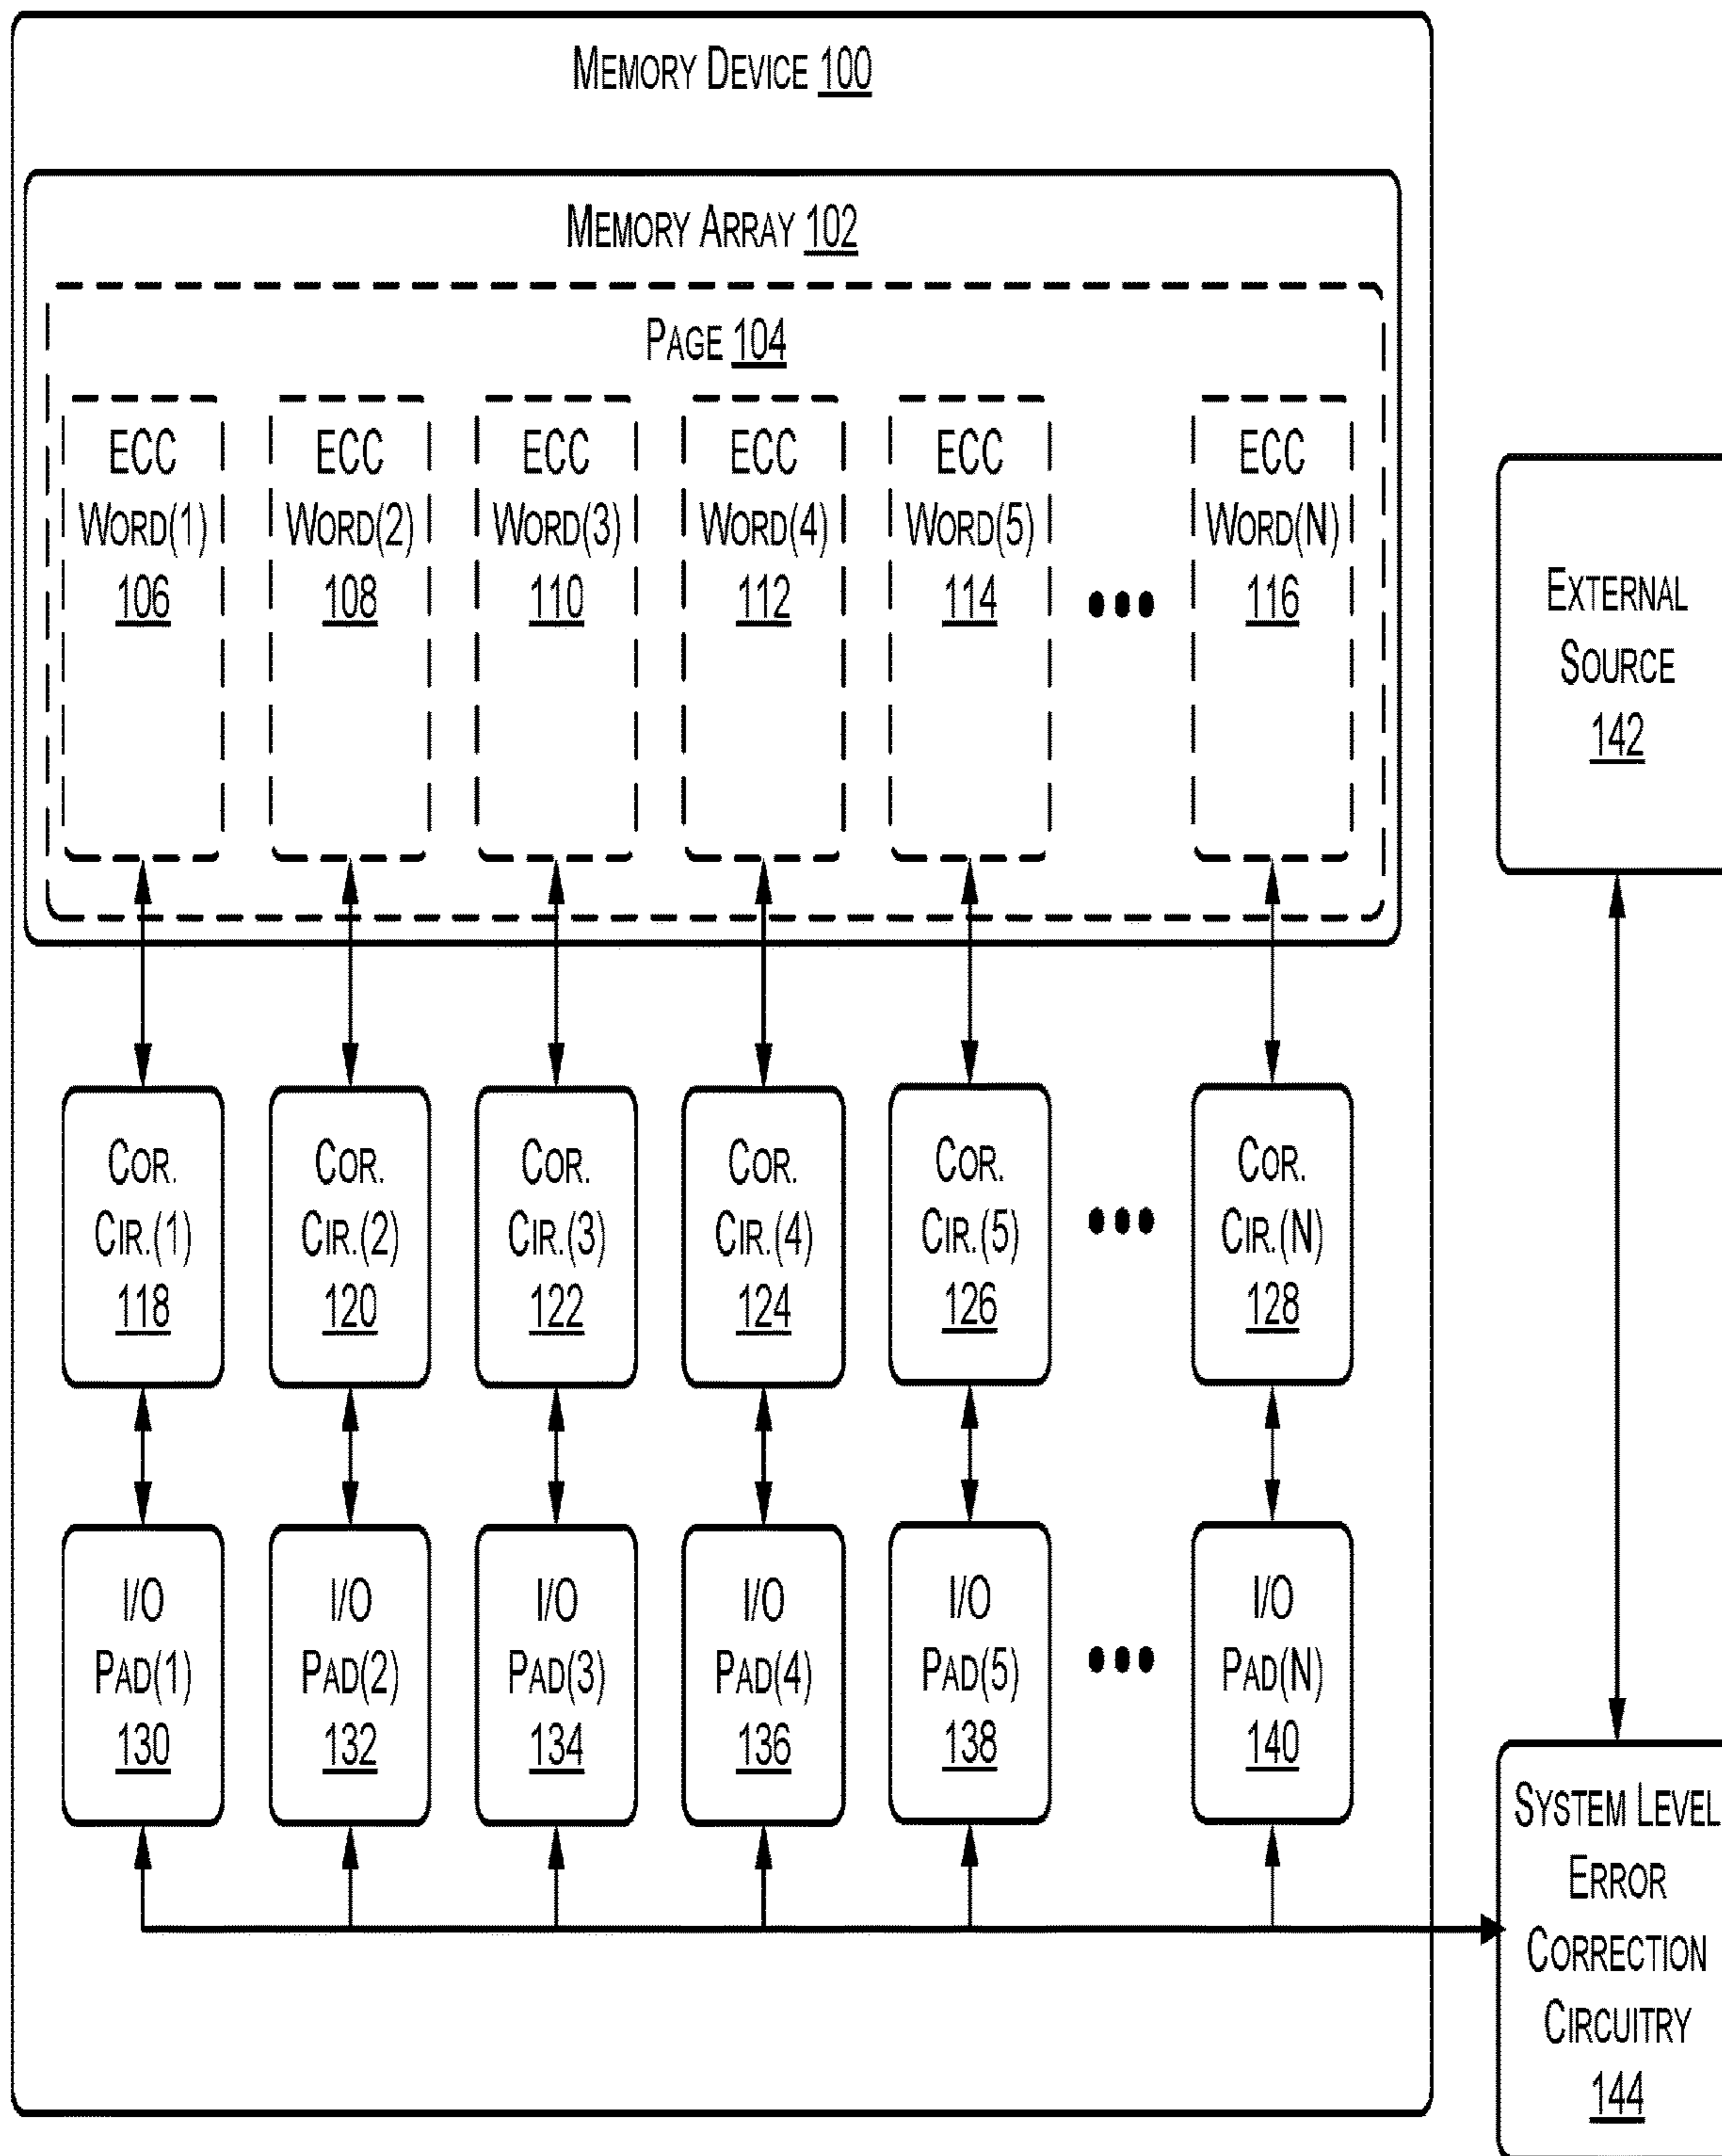 MEMORY DEVICE 100
MEMORY ARRAY 102
PAGE 104
ECC
WORD(1)
106
ECC
WORD(2)
108
ECC
WORD(3)
110
ECC
WORD(4)
112
ECC
WORD(5)
114
ECC
WORD(N)
116
COR.
CIR.(1)
118
COR.
CIR.(2)
120
COR.
CIR.(3)
122
COR.
CIR.(4)
124
COR.
CIR.(5)
126
COR.
CIR.(N)
128
I/O
PAD(1)
130
I/O
PAD(2)
132
I/O
PAD(3)
134
I/O
PAD(4)
136
I/O
PAD(5)
138
I/O
PAD(N)
140
EXTERNAL
SOURCE
142
SYSTEM LEVEL
ERROR
CORRECTION
CIRCUITRY
144